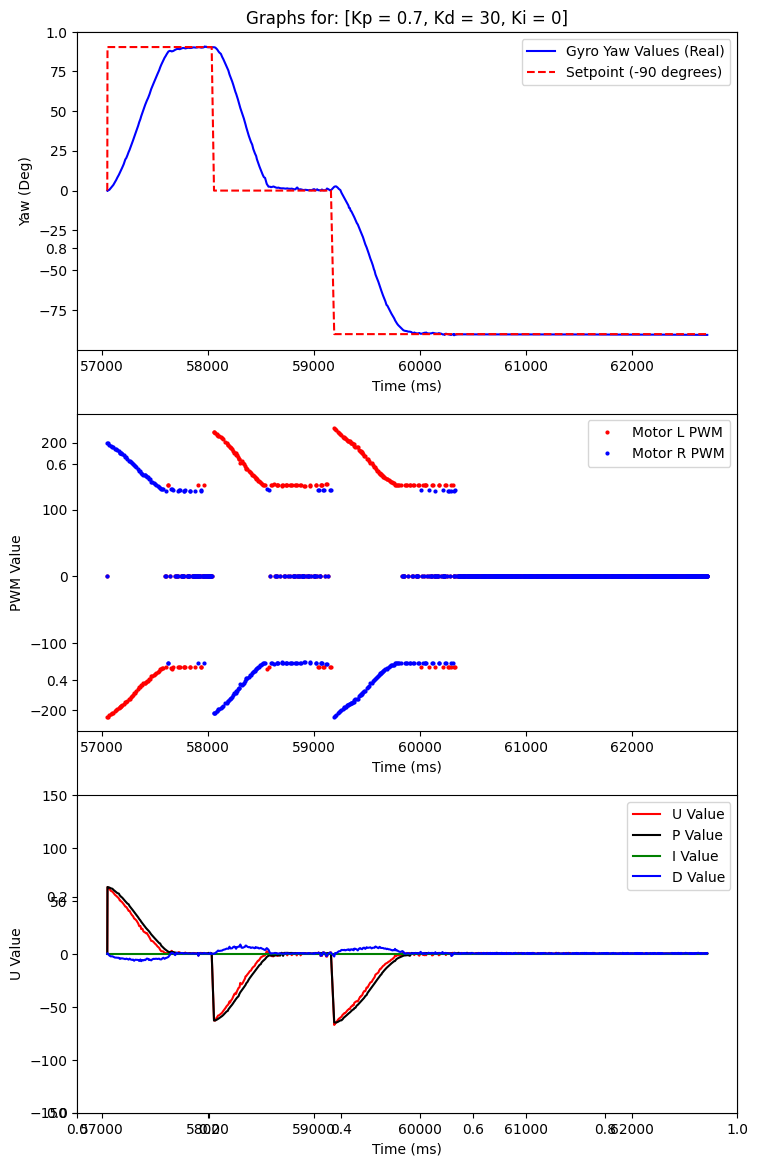 Graphs for: [Kp = 0.7, Kd = 30, Ki = 0]
1.0
75
50
25
0
−25
0.8
−50
−75
Yaw (Deg)
Gyro Yaw Values (Real)
Setpoint (-90 degrees)
57000 58000 59000 60000 61000 62000
Time (ms)
200
0.6
100
0
−100
0.4
−200
PWM Value
Motor L PWM
Motor R PWM
57000 58000 59000 60000 61000 62000
Time (ms)
150
100
0.2
50
0
−50
−100
−150
0.0
U Value
U Value
P Value
I Value
D Value
0.0 57000 58000 0.2 59000 0.4 60000 0.6 61000 0.8 62000 1.0
Time (ms)